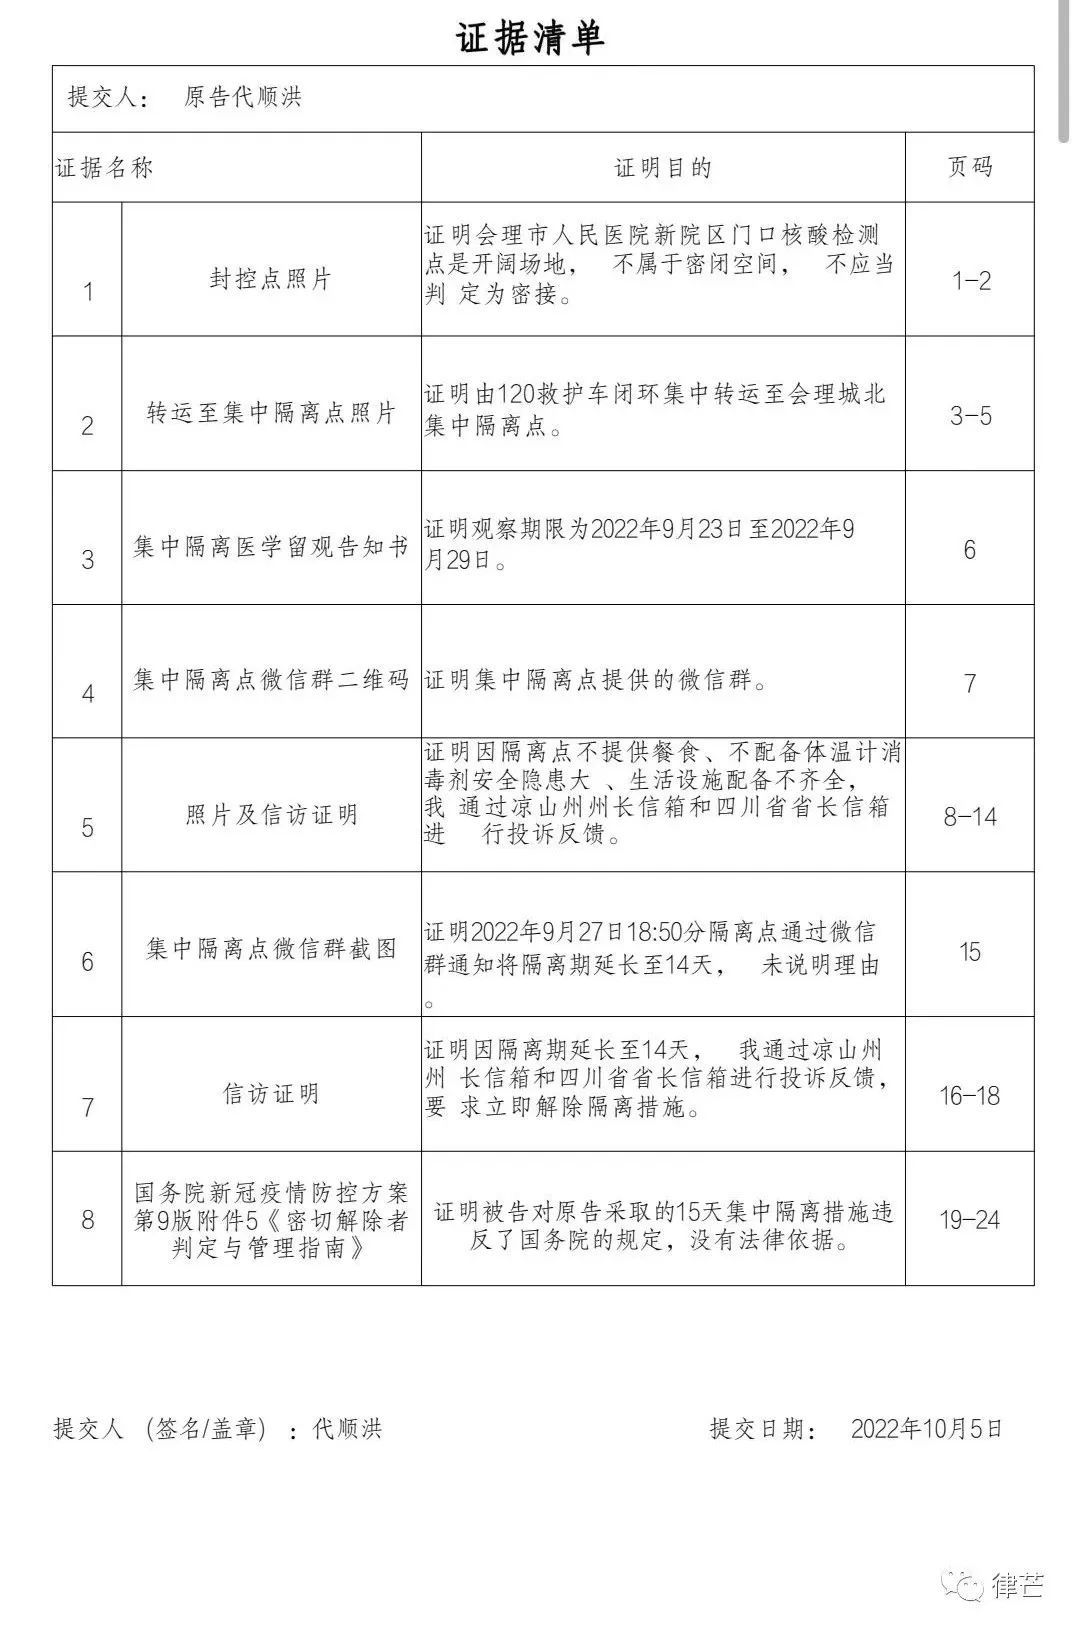 证据清单
提交人： 原告代顺洪
证据名称
证明目的
页码
1
封控点照片
证明会理市人民医院新院区门口核酸检测
点是开阔场地， 不属于密闭空间， 不应当
判 定为密接。
1-2
2
转运至集中隔离点照片
证明由120救护车闭环集中转运至会理城北
集中隔离点。
3-5
3
集中隔离医学留观告知书
证明观察期限为2022年9月23日至2022年9
月29日。
6
4
集中隔离点微信群二维码
证明集中隔离点提供的微信群。
7
5
照片及信访证明
证明因隔离点不提供餐食、不配备体温计消
毒剂安全隐患大 、生活设施配备不齐全，
我 通过凉山州州长信箱和四川省省长信箱
进 行投诉反馈。
8-14
6
集中隔离点微信群截图
证明2022年9月27日18:50分隔离点通过微信
群通知将隔离期延长至14天， 未说明理由
。
15
7
信访证明
证明因隔离期延长至14天， 我通过凉山州
州 长信箱和四川省省长信箱进行投诉反馈，
要 求立即解除隔离措施。
16-18
8
国务院新冠疫情防控方案
第9版附件5《密切解除者
判定与管理指南》
证明被告对原告采取的15天集中隔离措施违
反了国务院的规定，没有法律依据。
19-24
提交人 （签名/盖章）：代顺洪
提交日期： 2022年10月5日
律芒